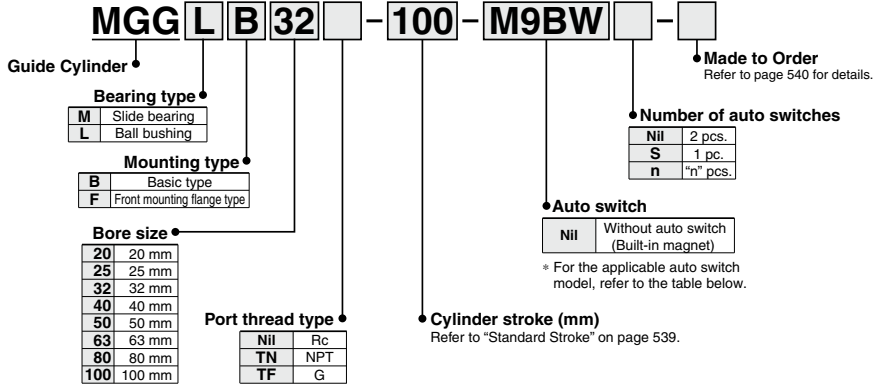 MGG L B 32 - 100 - M9BW -
Guide Cylinder
Made to Order
Refer to page 540 for details.
Bearing type
M Slide bearing
L Ball bushing
Number of auto switches
Nil 2 pcs.
S 1 pc.
n “n” pcs.
Mounting type
B Basic type
F Front mounting flange type
Auto switch
Nil Without auto switch
(Built-in magnet)
∗ For the applicable auto switch
model, refer to the table below.
Bore size
20 20 mm
25 25 mm
32 32 mm
40 40 mm
50 50 mm
63 63 mm
80 80 mm
100 100 mm
Port thread type
Nil Rc
TN NPT
TF G
Cylinder stroke (mm)
Refer to “Standard Stroke” on page 539.